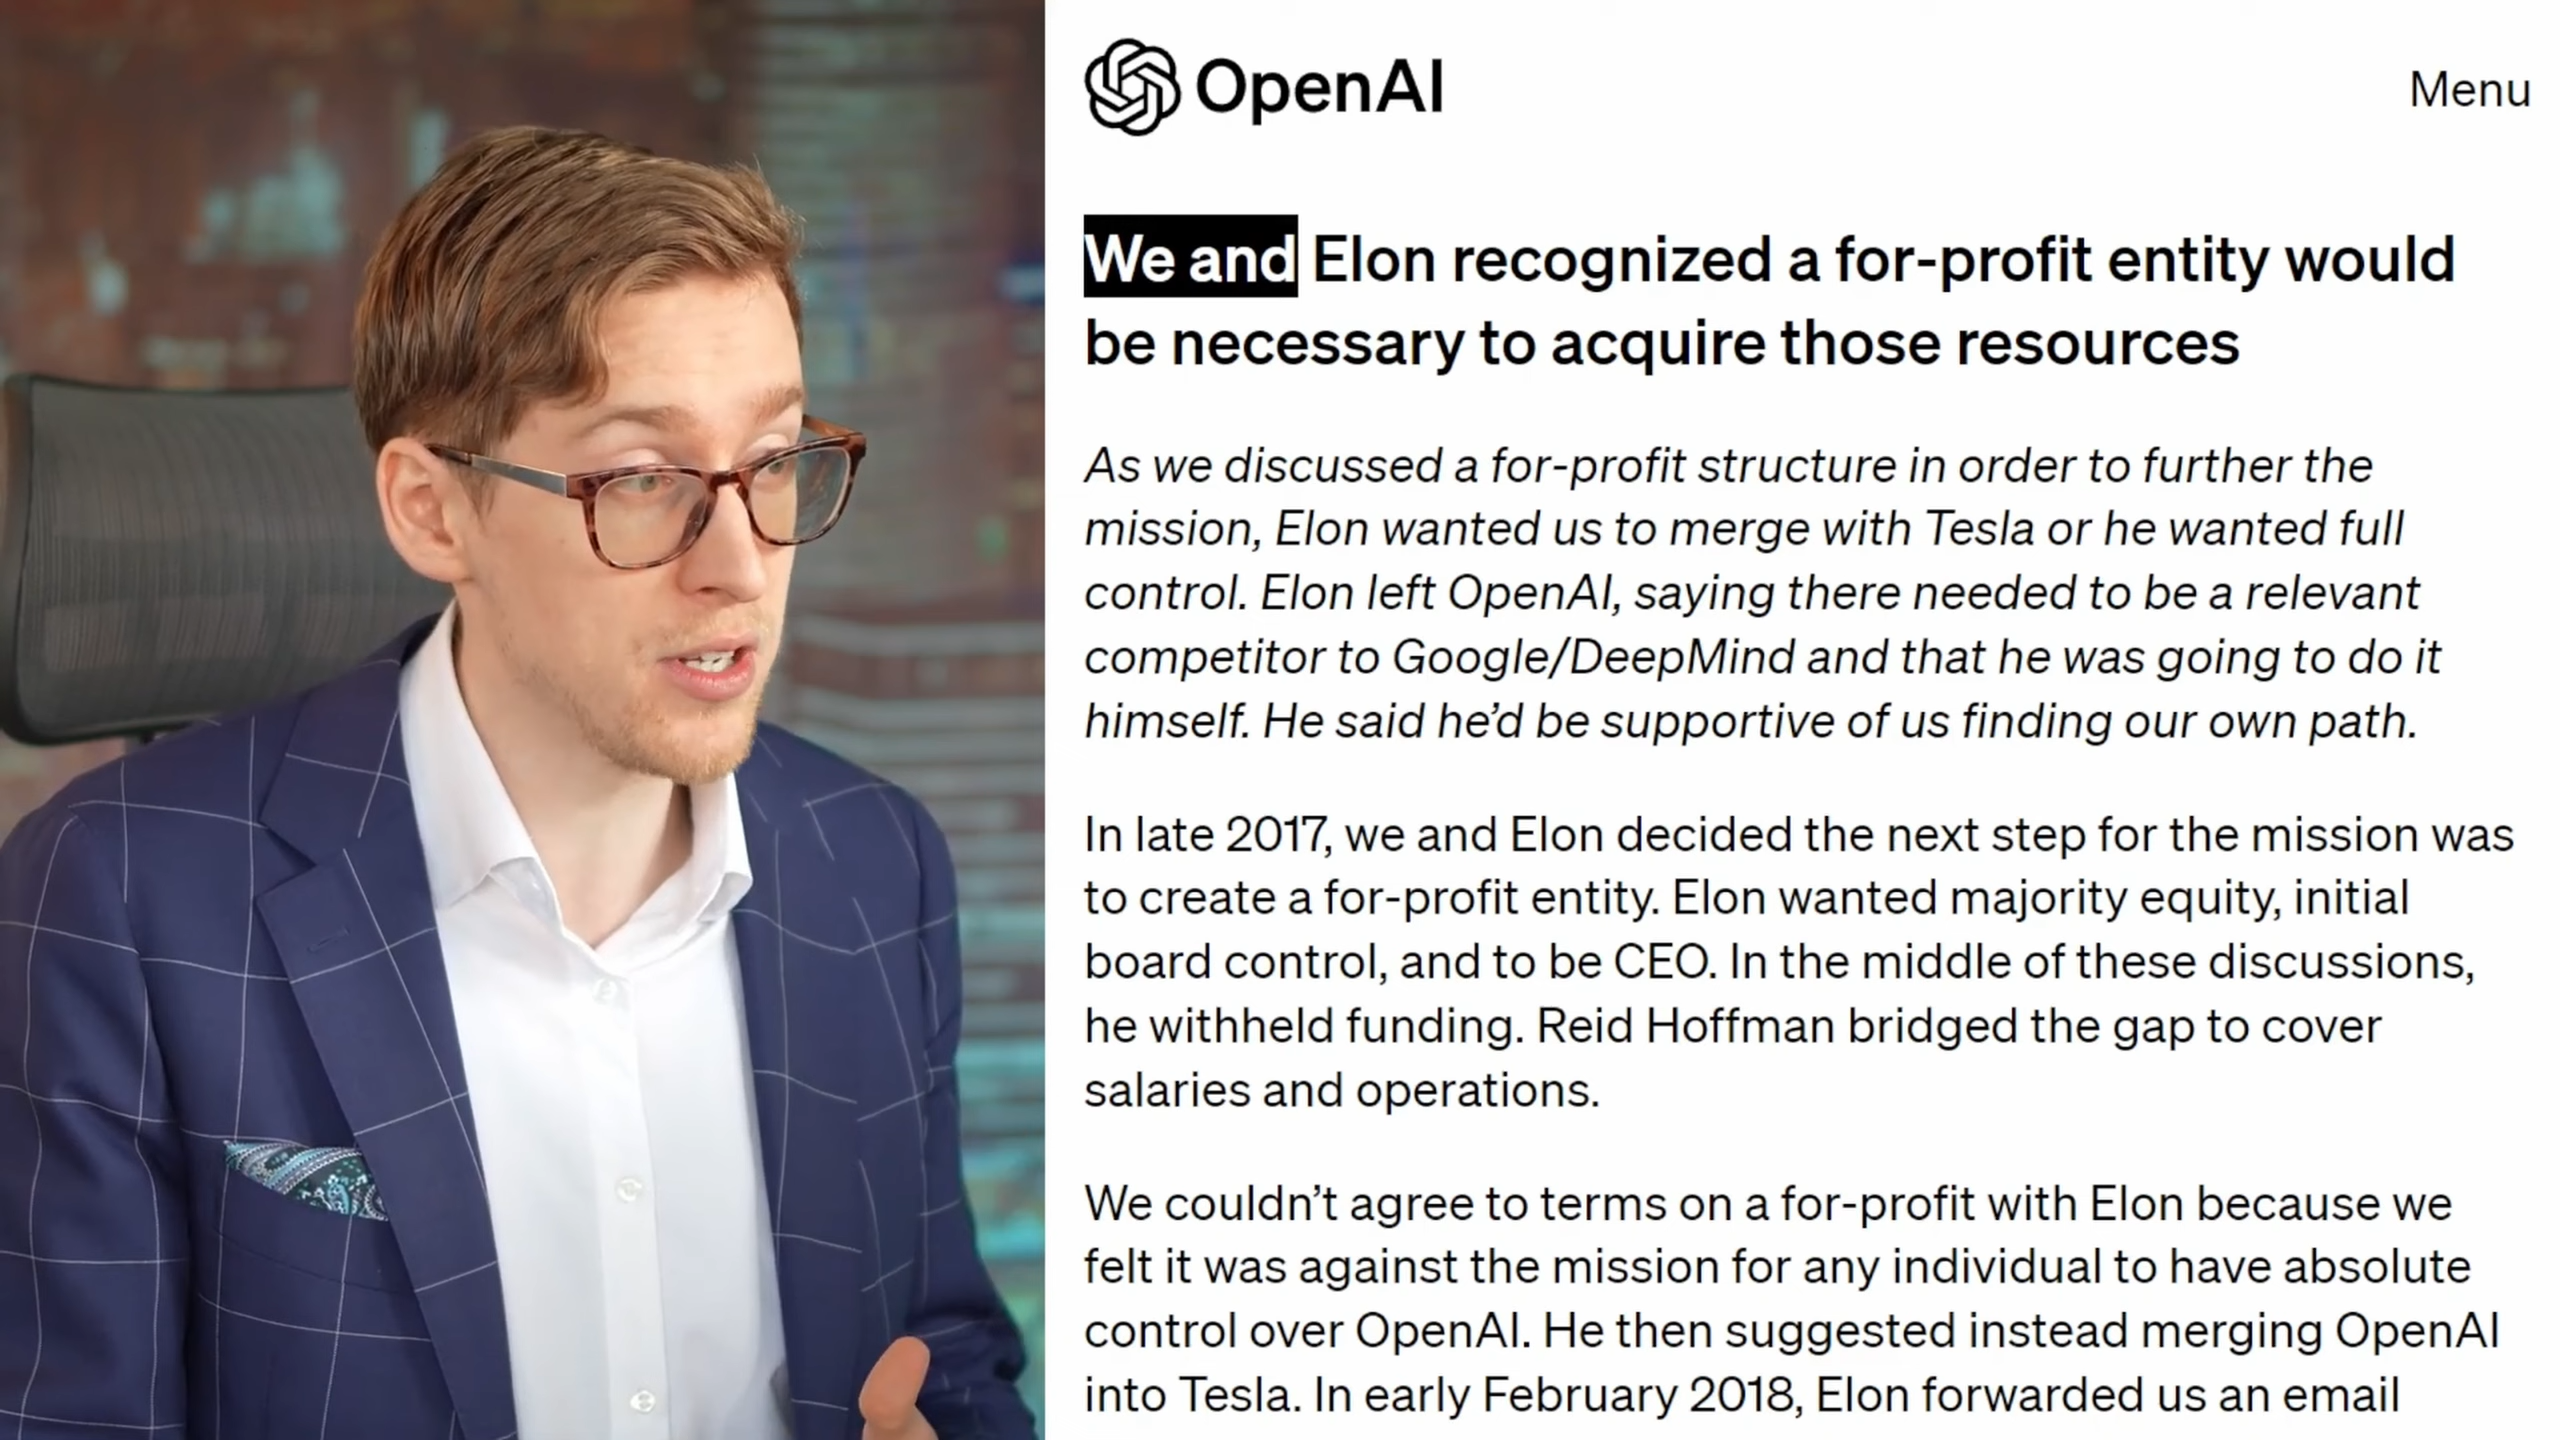 OpenAI
Menu
We and Elon recognized a for-profit entity would
be necessary to acquire those resources
As we discussed a for-profit structure in order to further the
mission, Elon wanted us to merge with Tesla or he wanted full
control. Elon left OpenAI, saying there needed to be a relevant
competitor to Google/DeepMind and that he was going to do it
himself. He said he’d be supportive of us finding our own path.
In late 2017, we and Elon decided the next step for the mission was
to create a for-profit entity. Elon wanted majority equity, initial
board control, and to be CEO. In the middle of these discussions,
he withheld funding. Reid Hoffman bridged the gap to cover
salaries and operations.
We couldn’t agree to terms on a for-profit with Elon because we
felt it was against the mission for any individual to have absolute
control over OpenAI. He then suggested instead merging OpenAI
into Tesla. In early February 2018, Elon forwarded us an email